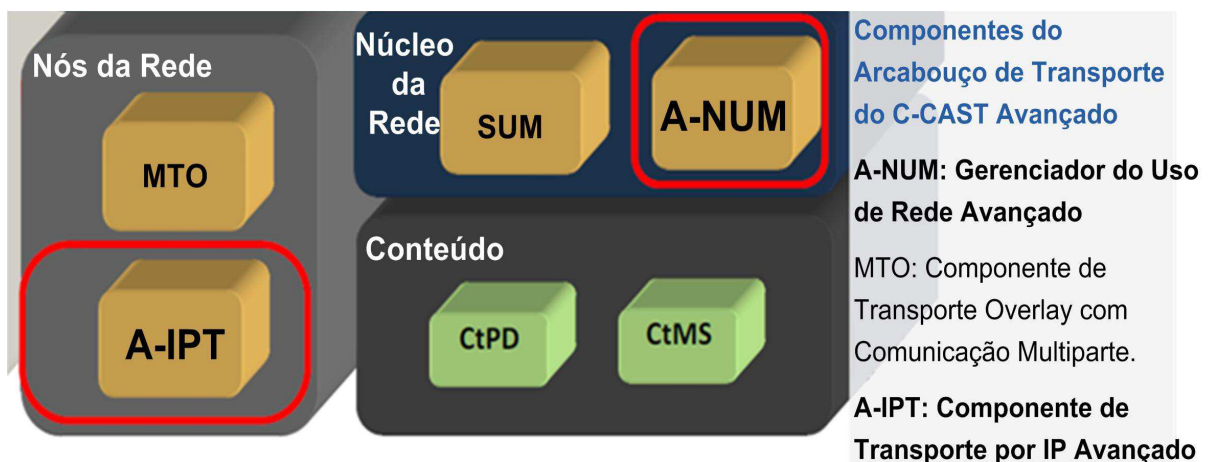 Nós da Rede
MTO
A-IPT
Núcleo
da
Rede
SUM
A-NUM
Conteúdo
CtPD
CtMS
Componentes do
Arcabouço de Transporte
do C-CAST Avançado
A-NUM: Gerenciador do Uso
de Rede Avançado
MTO: Componente de
Transporte Overlay com
Comunicação Multiparte.
A-IPT: Componente de
Transporte por IP Avançado